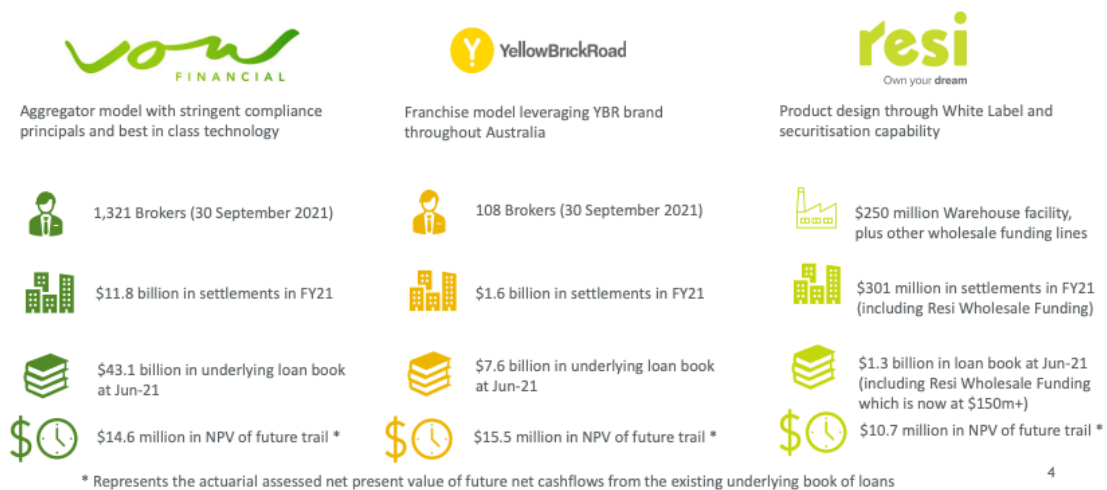 vow
FINANCIAL
Aggregator model with stringent compliance
principals and best in class technology
1,321 Brokers (30 September 2021)
$11.8 billion in settlements in FY21
$43.1 billion in underlying loan book
at Jun-21
$
$14.6 million in NPV of future trail *
Y YellowBrickRoad
Franchise model leveraging YBR brand
throughout Australia
108 Brokers (30 September 2021)
$1.6 billion in settlements in FY21
$7.6 billion in underlying loan book
at Jun-21
$
$15.5 million in NPV of future trail *
resi
Own your dream
Product design through White Label and
securitisation capability
$250 million Warehouse facility,
plus other wholesale funding lines
$301 million in settlements in FY21
(including Resi Wholesale Funding)
$1.3 billion in loan book at Jun-21
(including Resi Wholesale Funding
which is now at $150m+)
$
$10.7 million in NPV of future trail *
* Represents the actuarial assessed net present value of future net cashflows from the existing underlying book of loans
4